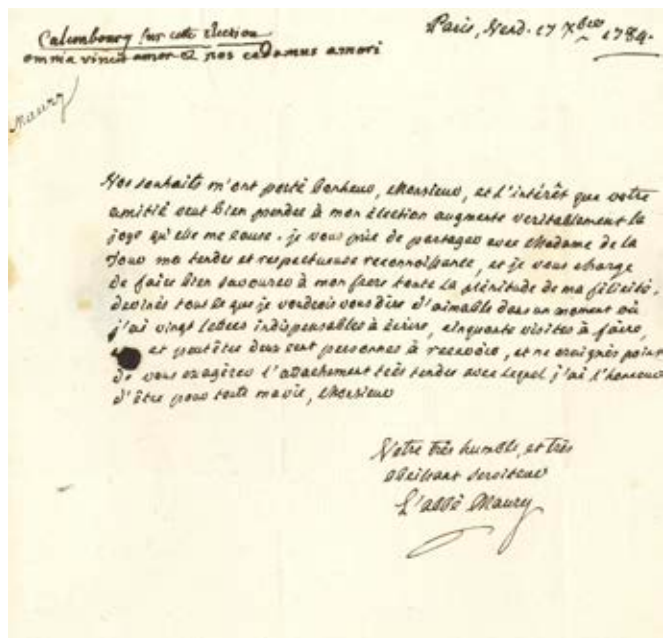 Calembourg sur cette élection
omnia vincit amor et nos cedamus amori
Paris, Vend. 17 Xbre 1784.
Maury
Vos souhaits m'ont porté bonheur, Monsieur, et l'intérêt que votre
amitié veut bien prendre à mon élection augmente veritablement la
joye qu'elle me cause. je vous prie de partager avec Madame de la
Tour ma tendre et respectueuse reconnoissance, et je vous charge
de faire bien savourer à mon frere toute la plénitude de ma félicité.
devinés tout ce que je voudrois vous dire d'aimable dans un moment où
j'ai vingt lettres indispensables à écrire, cinquante visites à faire,
et peut être deux cent personnes à recevoir, et ne craignés point
de vous exagérer l'attachement très tendre avec lequel j'ai l'honneur
d'être pour toute ma vie, Monsieur
Votre très humble, et très
obéissant serviteur
L'abbé Maury